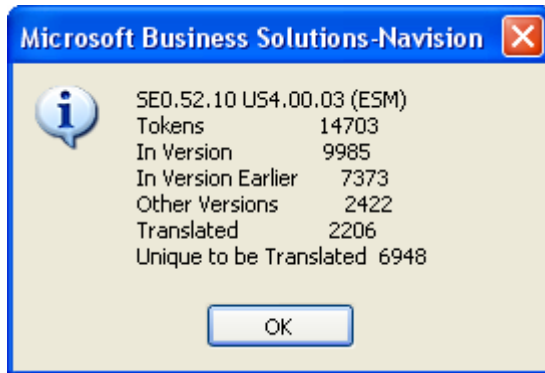 Microsoft Business Solutions-Navision
SE0.52.10 US4.00.03 (ESM)
Tokens 14703
In Version 9985
In Version Earlier 7373
Other Versions 2422
Translated 2206
Unique to be Translated 6948
OK